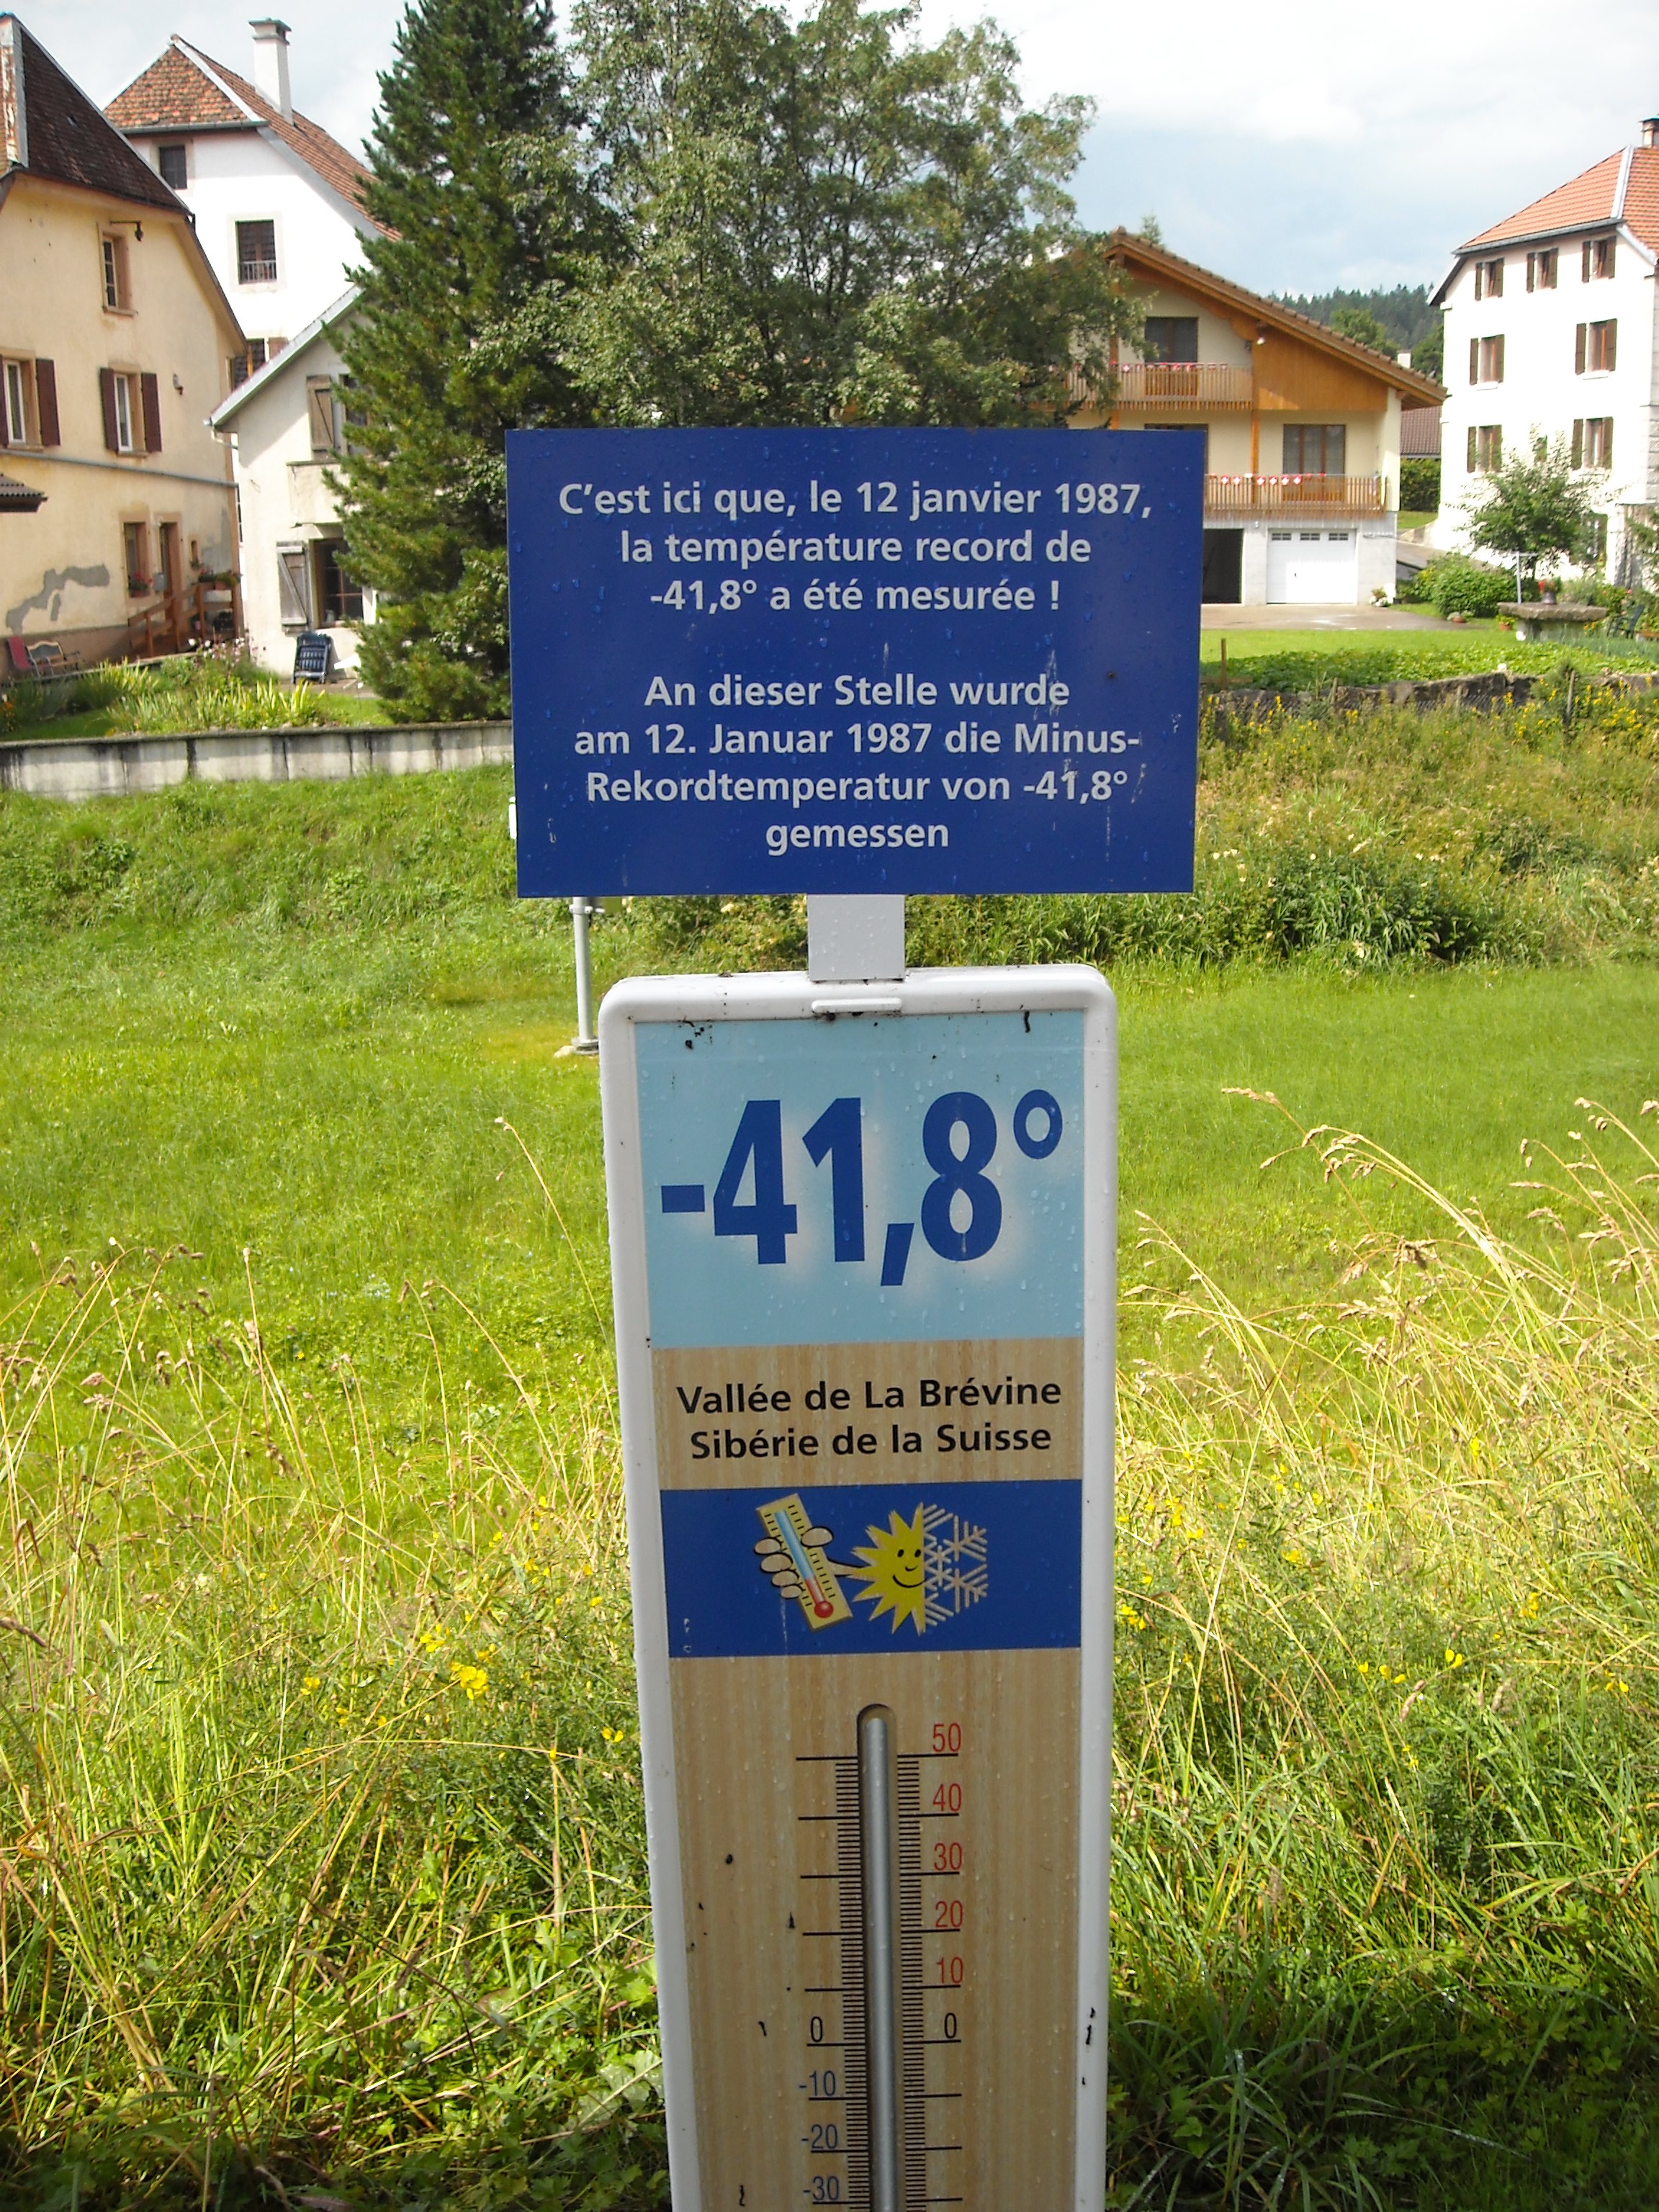 C'est ici que, le 12 janvier 1987,
la température record de
-41,8° a été mesurée !
An dieser Stelle wurde
am 12. Januar 1987 die Minus-
Rekordtemperatur von -41,8°
gemessen
-41,8°
Vallée de La Brévine
Sibérie de la Suisse
50
40
30
20
10
0 0
-10
-20
-30